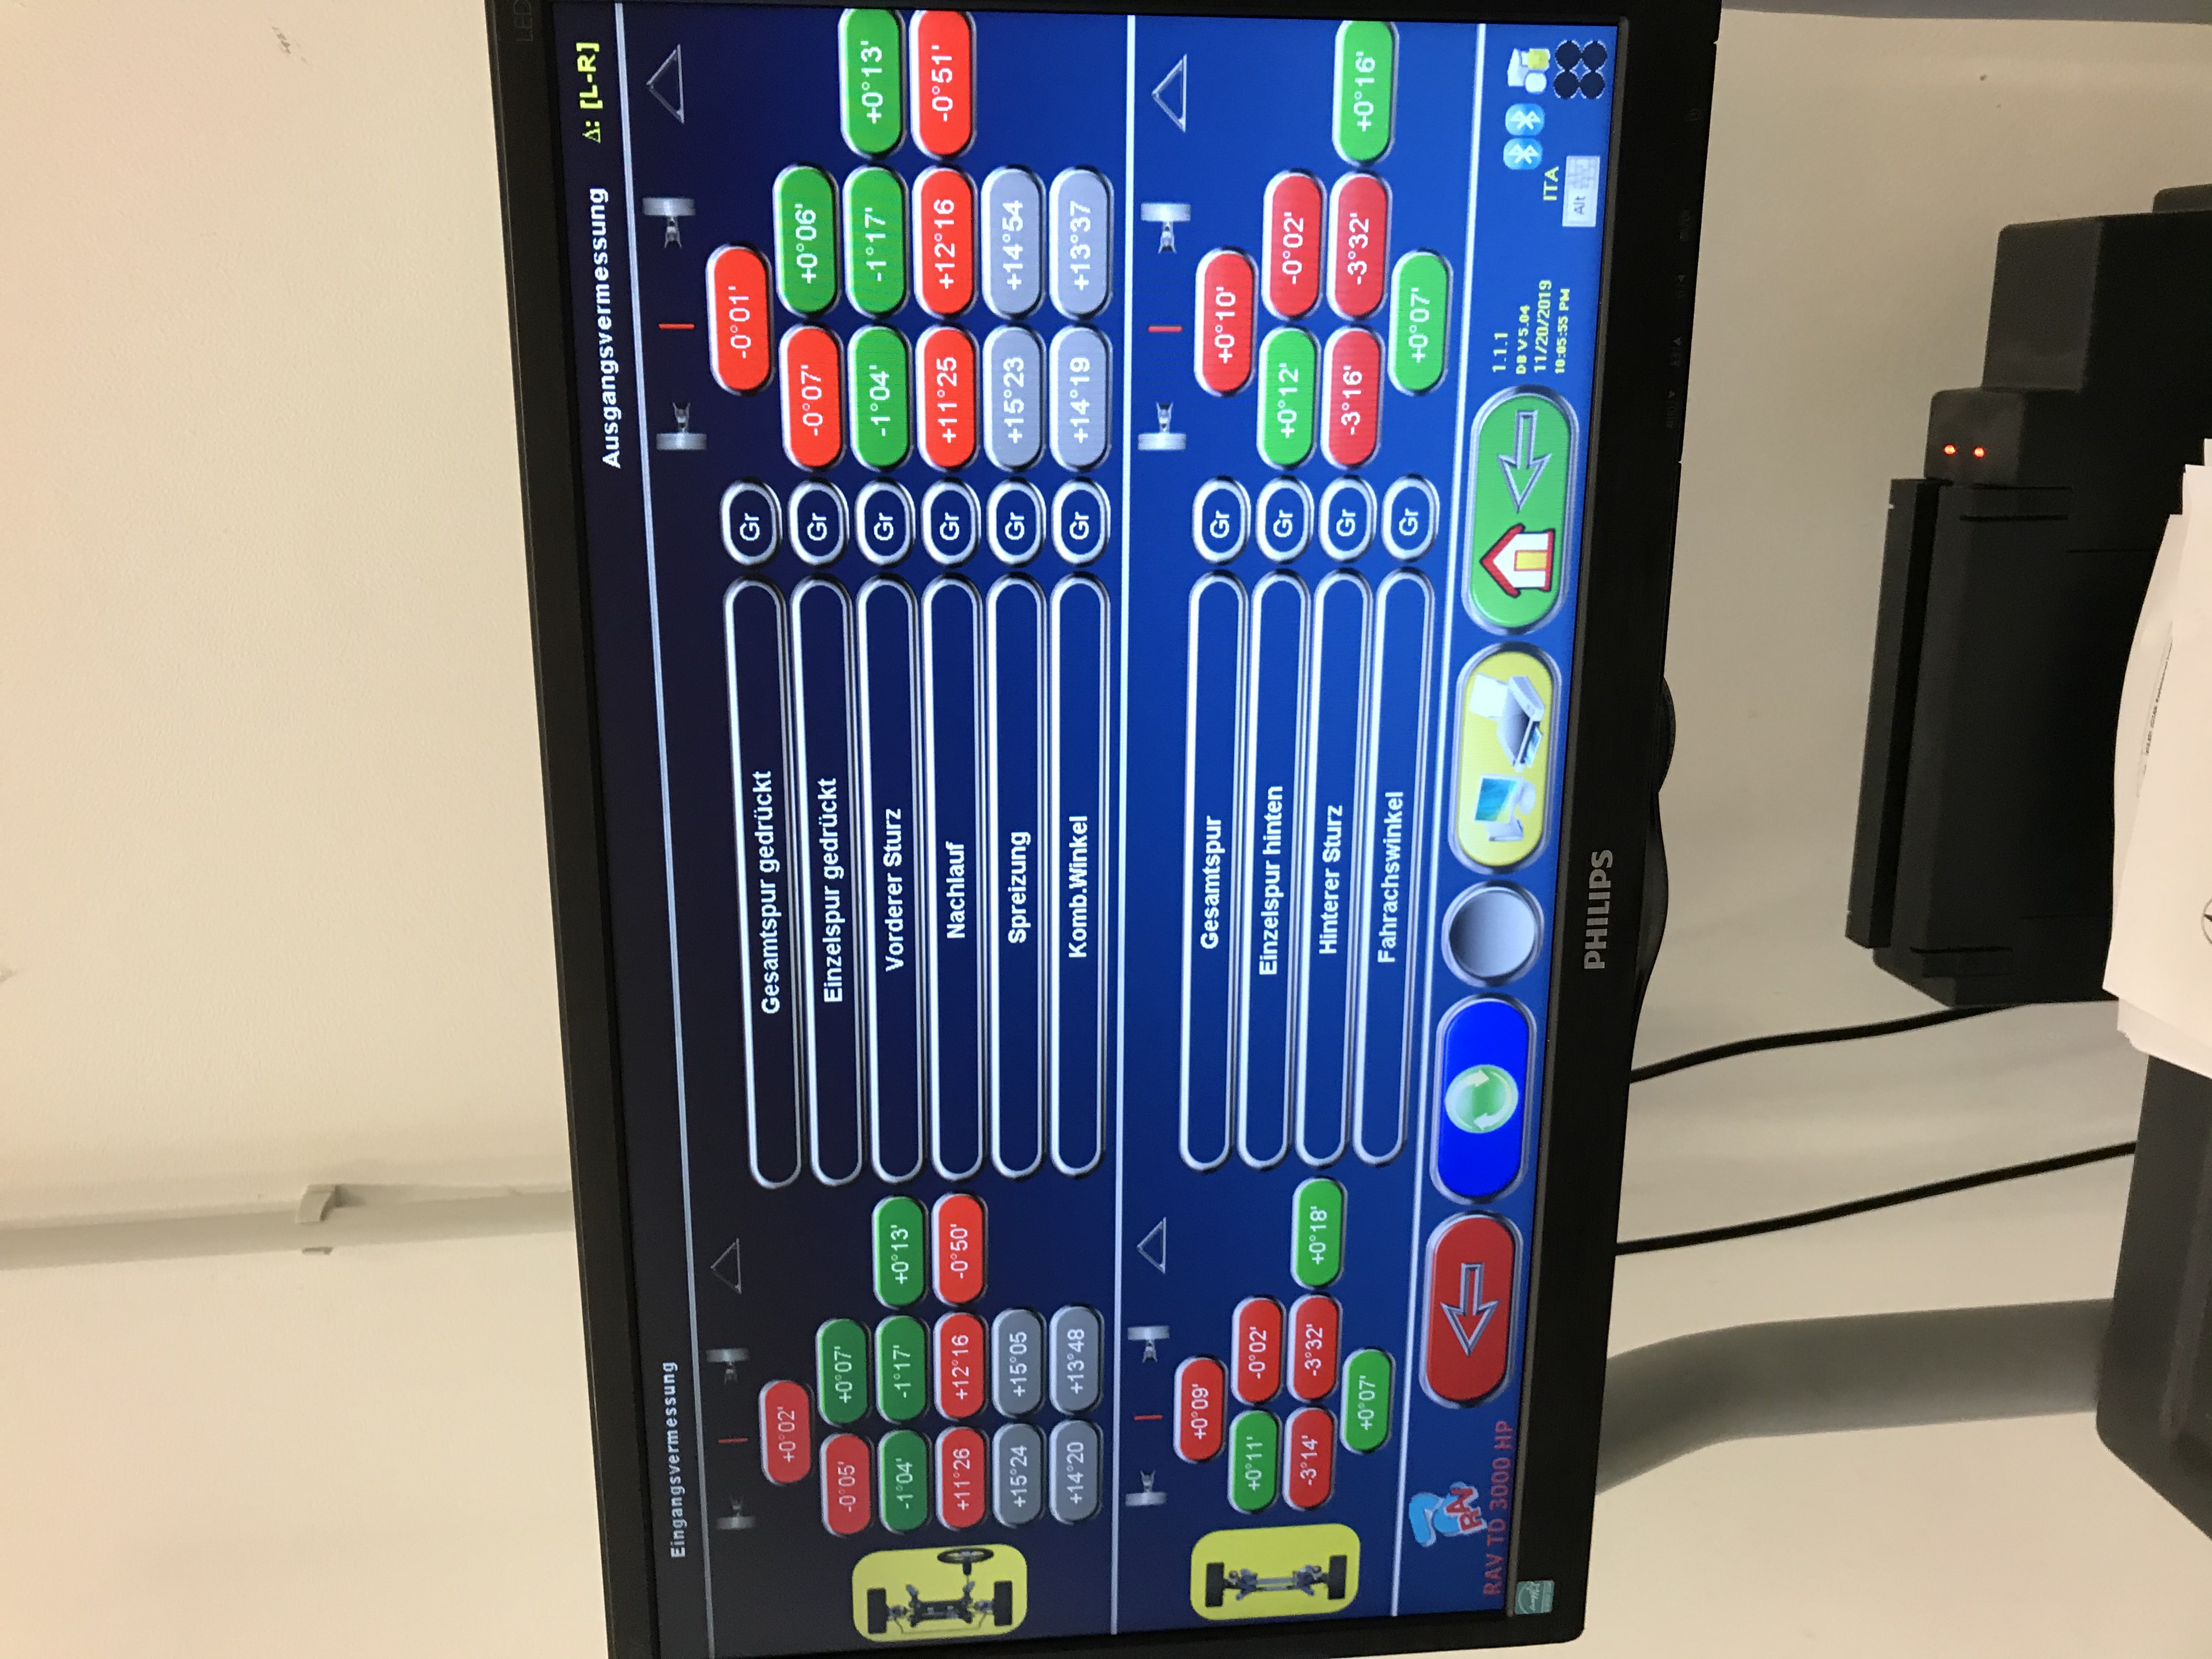 LED
Eingangsvermessung Ausgangsvermessung Δ: [L-R]
+0°02' Gesamtspur gedrückt Gr -0°01'
-0°05' +0°07' Einzelspur gedrückt Gr -0°07' +0°06'
-1°04' -1°17' +0°13' Vorderer Sturz Gr -1°04' -1°17' +0°13'
+11°26 +12°16 -0°50' Nachlauf Gr +11°25 +12°16 -0°51'
+15°24 +15°05 Spreizung Gr +15°23 +14°54
+14°20 +13°48 Komb.Winkel Gr +14°19 +13°37
+0°09' Gesamtspur Gr +0°10'
+0°11' -0°02' Einzelspur hinten Gr +0°12' -0°02'
-3°14' -3°32' +0°18' Hinterer Sturz Gr -3°16' -3°32' +0°16'
+0°07' Fahrachswinkel Gr +0°07'
RAV
RAV TD 3000 HP
1.1.1
DB V 5.04
11/20/2019
10:05:55 PM
ITA
Alt
PHILIPS